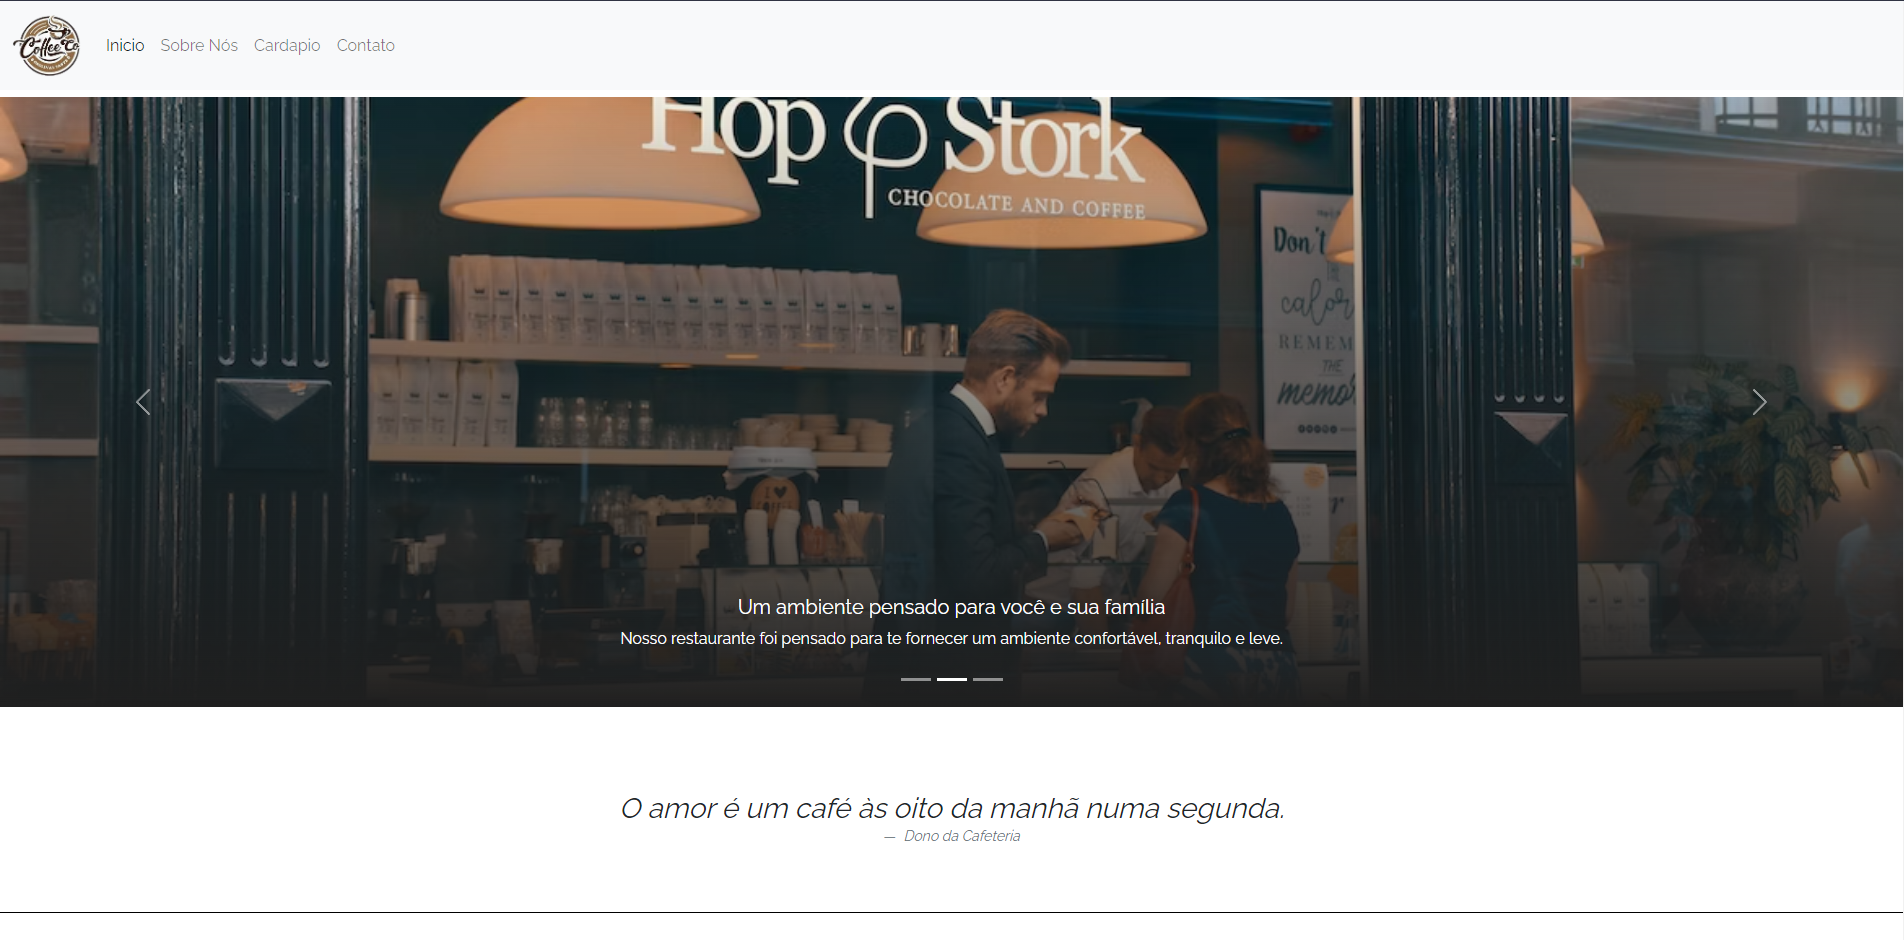 Coffee Co
Inicio Sobre Nós Cardapio Contato
Hop Stork
CHOCOLATE AND COFFEE
Don't
THE
calor
REMEM
THE
memor
I ♥
Um ambiente pensado para você e sua família
Nosso restaurante foi pensado para te fornecer um ambiente confortável, tranquilo e leve.
O amor é um café às oito da manhã numa segunda.
— Dono da Cafeteria